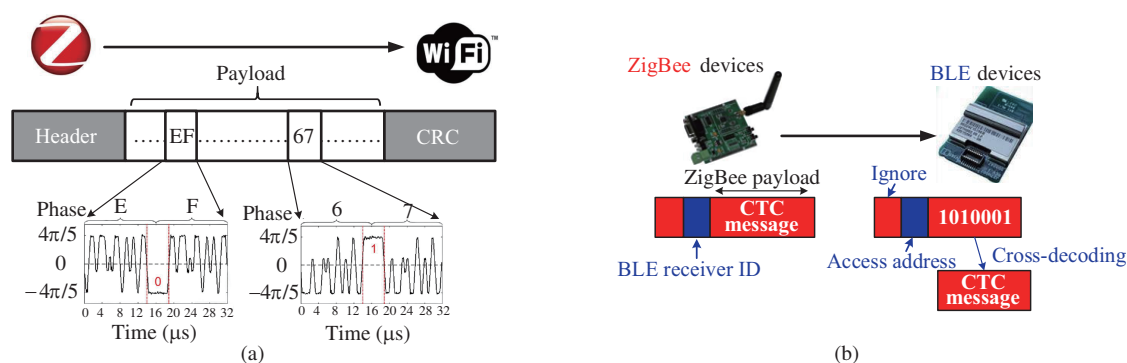 Z
WiFi™
Payload
Header
...... EF ............ 67 ........
CRC
Phase E F
4π/5
0
−4π/5
0
0 4 8 12 16 20 24 28 32
Time (μs)
Phase 6 7
4π/5
0
−4π/5
1
0 4 8 12 16 20 24 28 32
Time (μs)
(a)
ZigBee devices
BLE devices
ZigBee payload
CTC
message
BLE receiver ID
Ignore
1010001
Access address
Cross-decoding
CTC
message
(b)